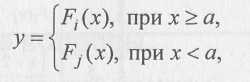 y = { F_i(x), при x ≥ a,
F_j(x), при x < a,